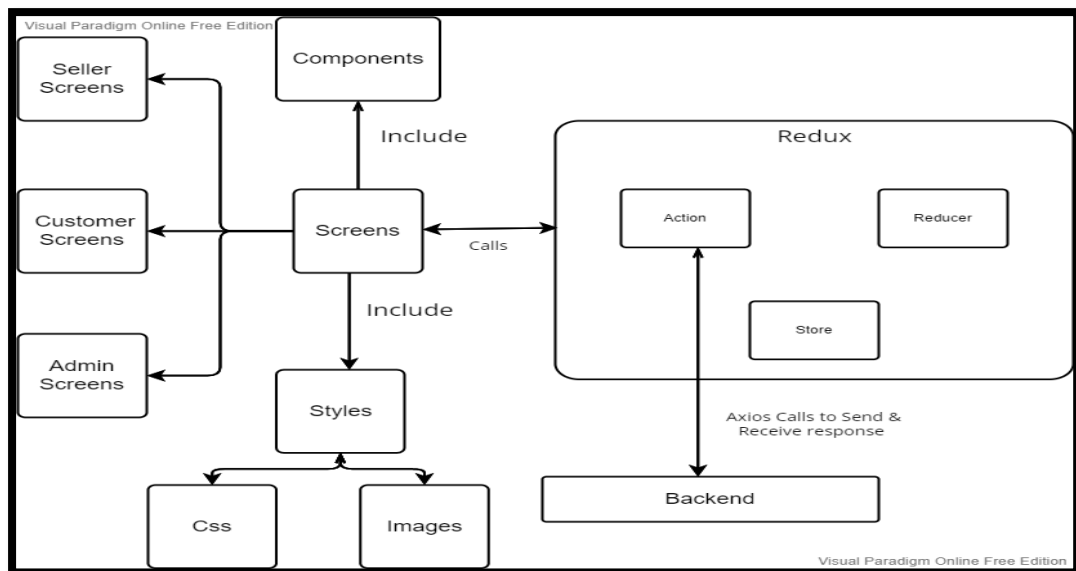 Visual Paradigm Online Free Edition
Seller
Screens
Components
Include
Redux
Customer
Screens
Screens
Calls
Action
Reducer
Include
Store
Admin
Screens
Styles
Axios Calls to Send &
Receive response
Css
Images
Backend
Visual Paradigm Online Free Edition